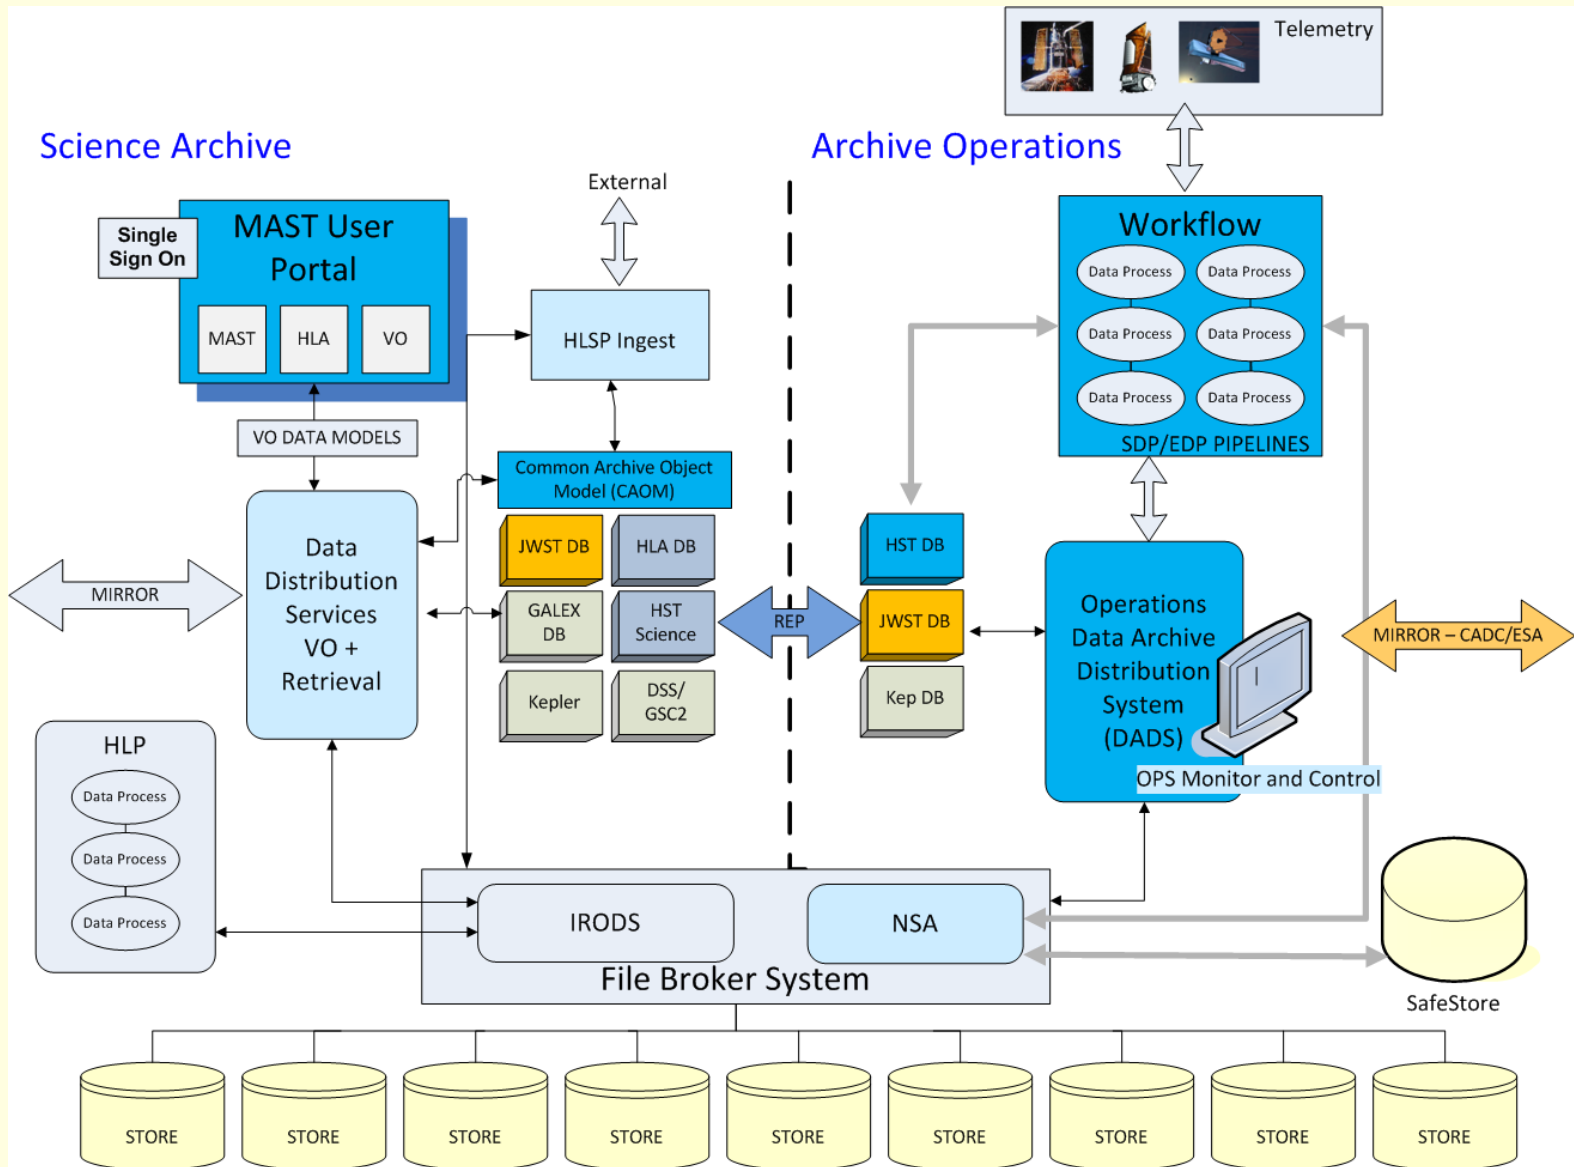 Telemetry
Science Archive
Archive Operations
External
Single
Sign On
MAST User
Portal
MAST
HLA
VO
HLSP Ingest
VO DATA MODELS
Common Archive Object
Model (CAOM)
Workflow
Data Process
Data Process
Data Process
Data Process
Data Process
Data Process
SDP/EDP PIPELINES
Data
Distribution
Services
VO +
Retrieval
MIRROR
JWST DB
HLA DB
GALEX
DB
HST
Science
Kepler
DSS/
GSC2
REP
HST DB
JWST DB
Kep DB
Operations
Data Archive
Distribution
System
(DADS)
OPS Monitor and Control
MIRROR – CADC/ESA
HLP
Data Process
Data Process
Data Process
IRODS
NSA
File Broker System
SafeStore
STORE
STORE
STORE
STORE
STORE
STORE
STORE
STORE
STORE